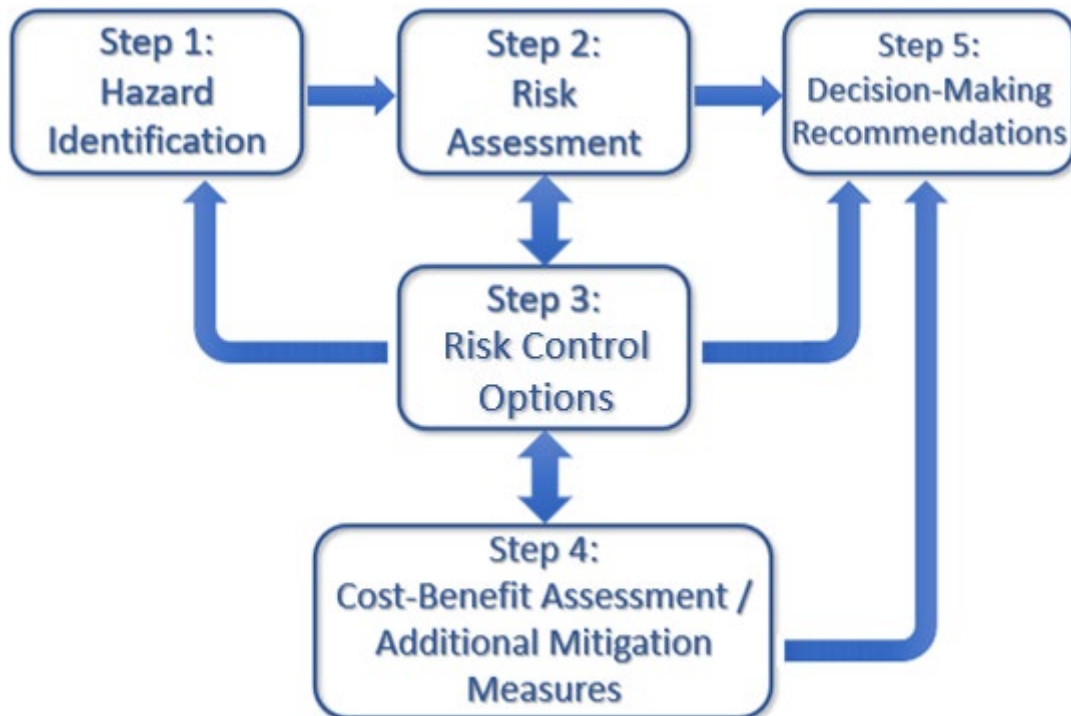 Step 1:
Hazard
Identification
Step 2:
Risk
Assessment
Step 5:
Decision-Making
Recommendations
Step 3:
Risk Control
Options
Step 4:
Cost-Benefit Assessment /
Additional Mitigation
Measures